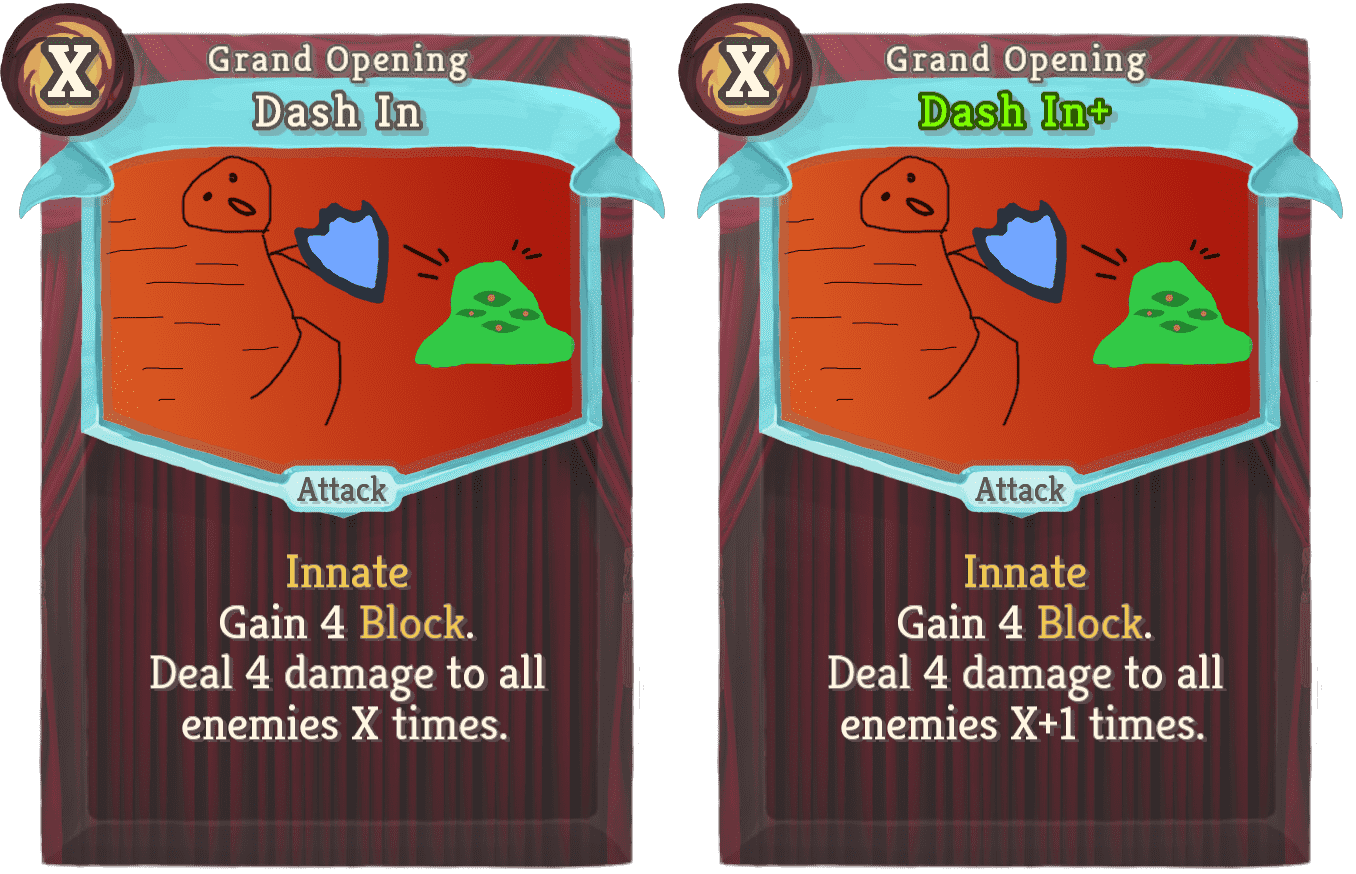 X
Grand Opening
Dash In
Attack
Innate
Gain 4 Block.
Deal 4 damage to all
enemies X times.
X
Grand Opening
Dash In+
Attack
Innate
Gain 4 Block.
Deal 4 damage to all
enemies X+1 times.